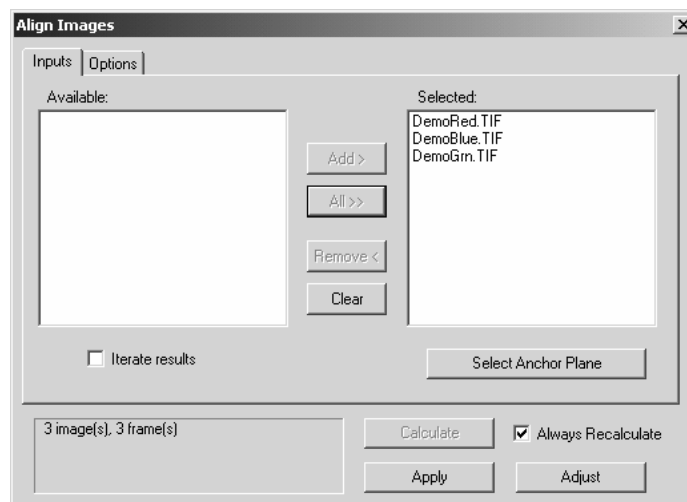 Align Images
Inputs Options
Available: Selected:
DemoRed.TIF
DemoBlue.TIF
DemoGrn.TIF
Add >
All >>
Remove <
Clear
Iterate results
Select Anchor Plane
3 image(s), 3 frame(s)
Calculate
Always Recalculate
Apply
Adjust